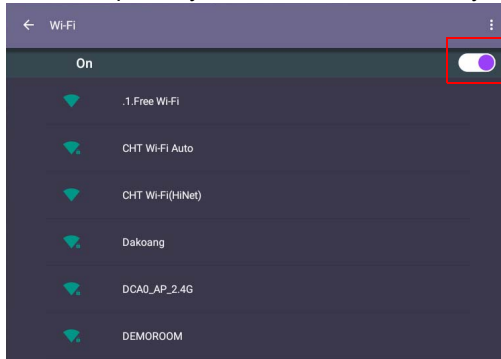 Wi-Fi
On
.1.Free Wi-Fi
CHT Wi-Fi Auto
CHT Wi-Fi(HiNet)
Dakoang
DCA0_AP_2.4G
DEMOROOM